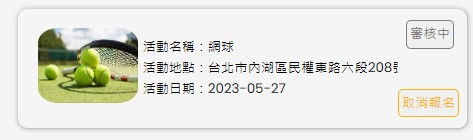 審核中
活動名稱：網球
活動地點：台北市內湖區民權東路六段208號
活動日期：2023-05-27
取消報名